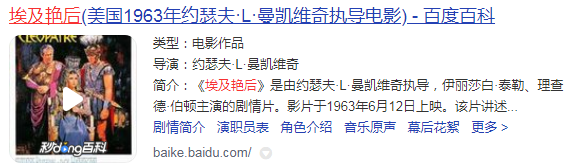 埃及艳后(美国1963年约瑟夫·L·曼凯维奇执导电影) - 百度百科
CLEOPATRE
秒dǒng百科
类型：电影作品
导演：约瑟夫·L·曼凯维奇
简介：《埃及艳后》是由约瑟夫·L·曼凯维奇执导，伊丽莎白·泰勒、理查
德·伯顿主演的剧情片。影片于1963年6月12日上映。该片讲述...
剧情简介 演职员表 角色介绍 音乐原声 幕后花絮 更多 >
baike.baidu.com/